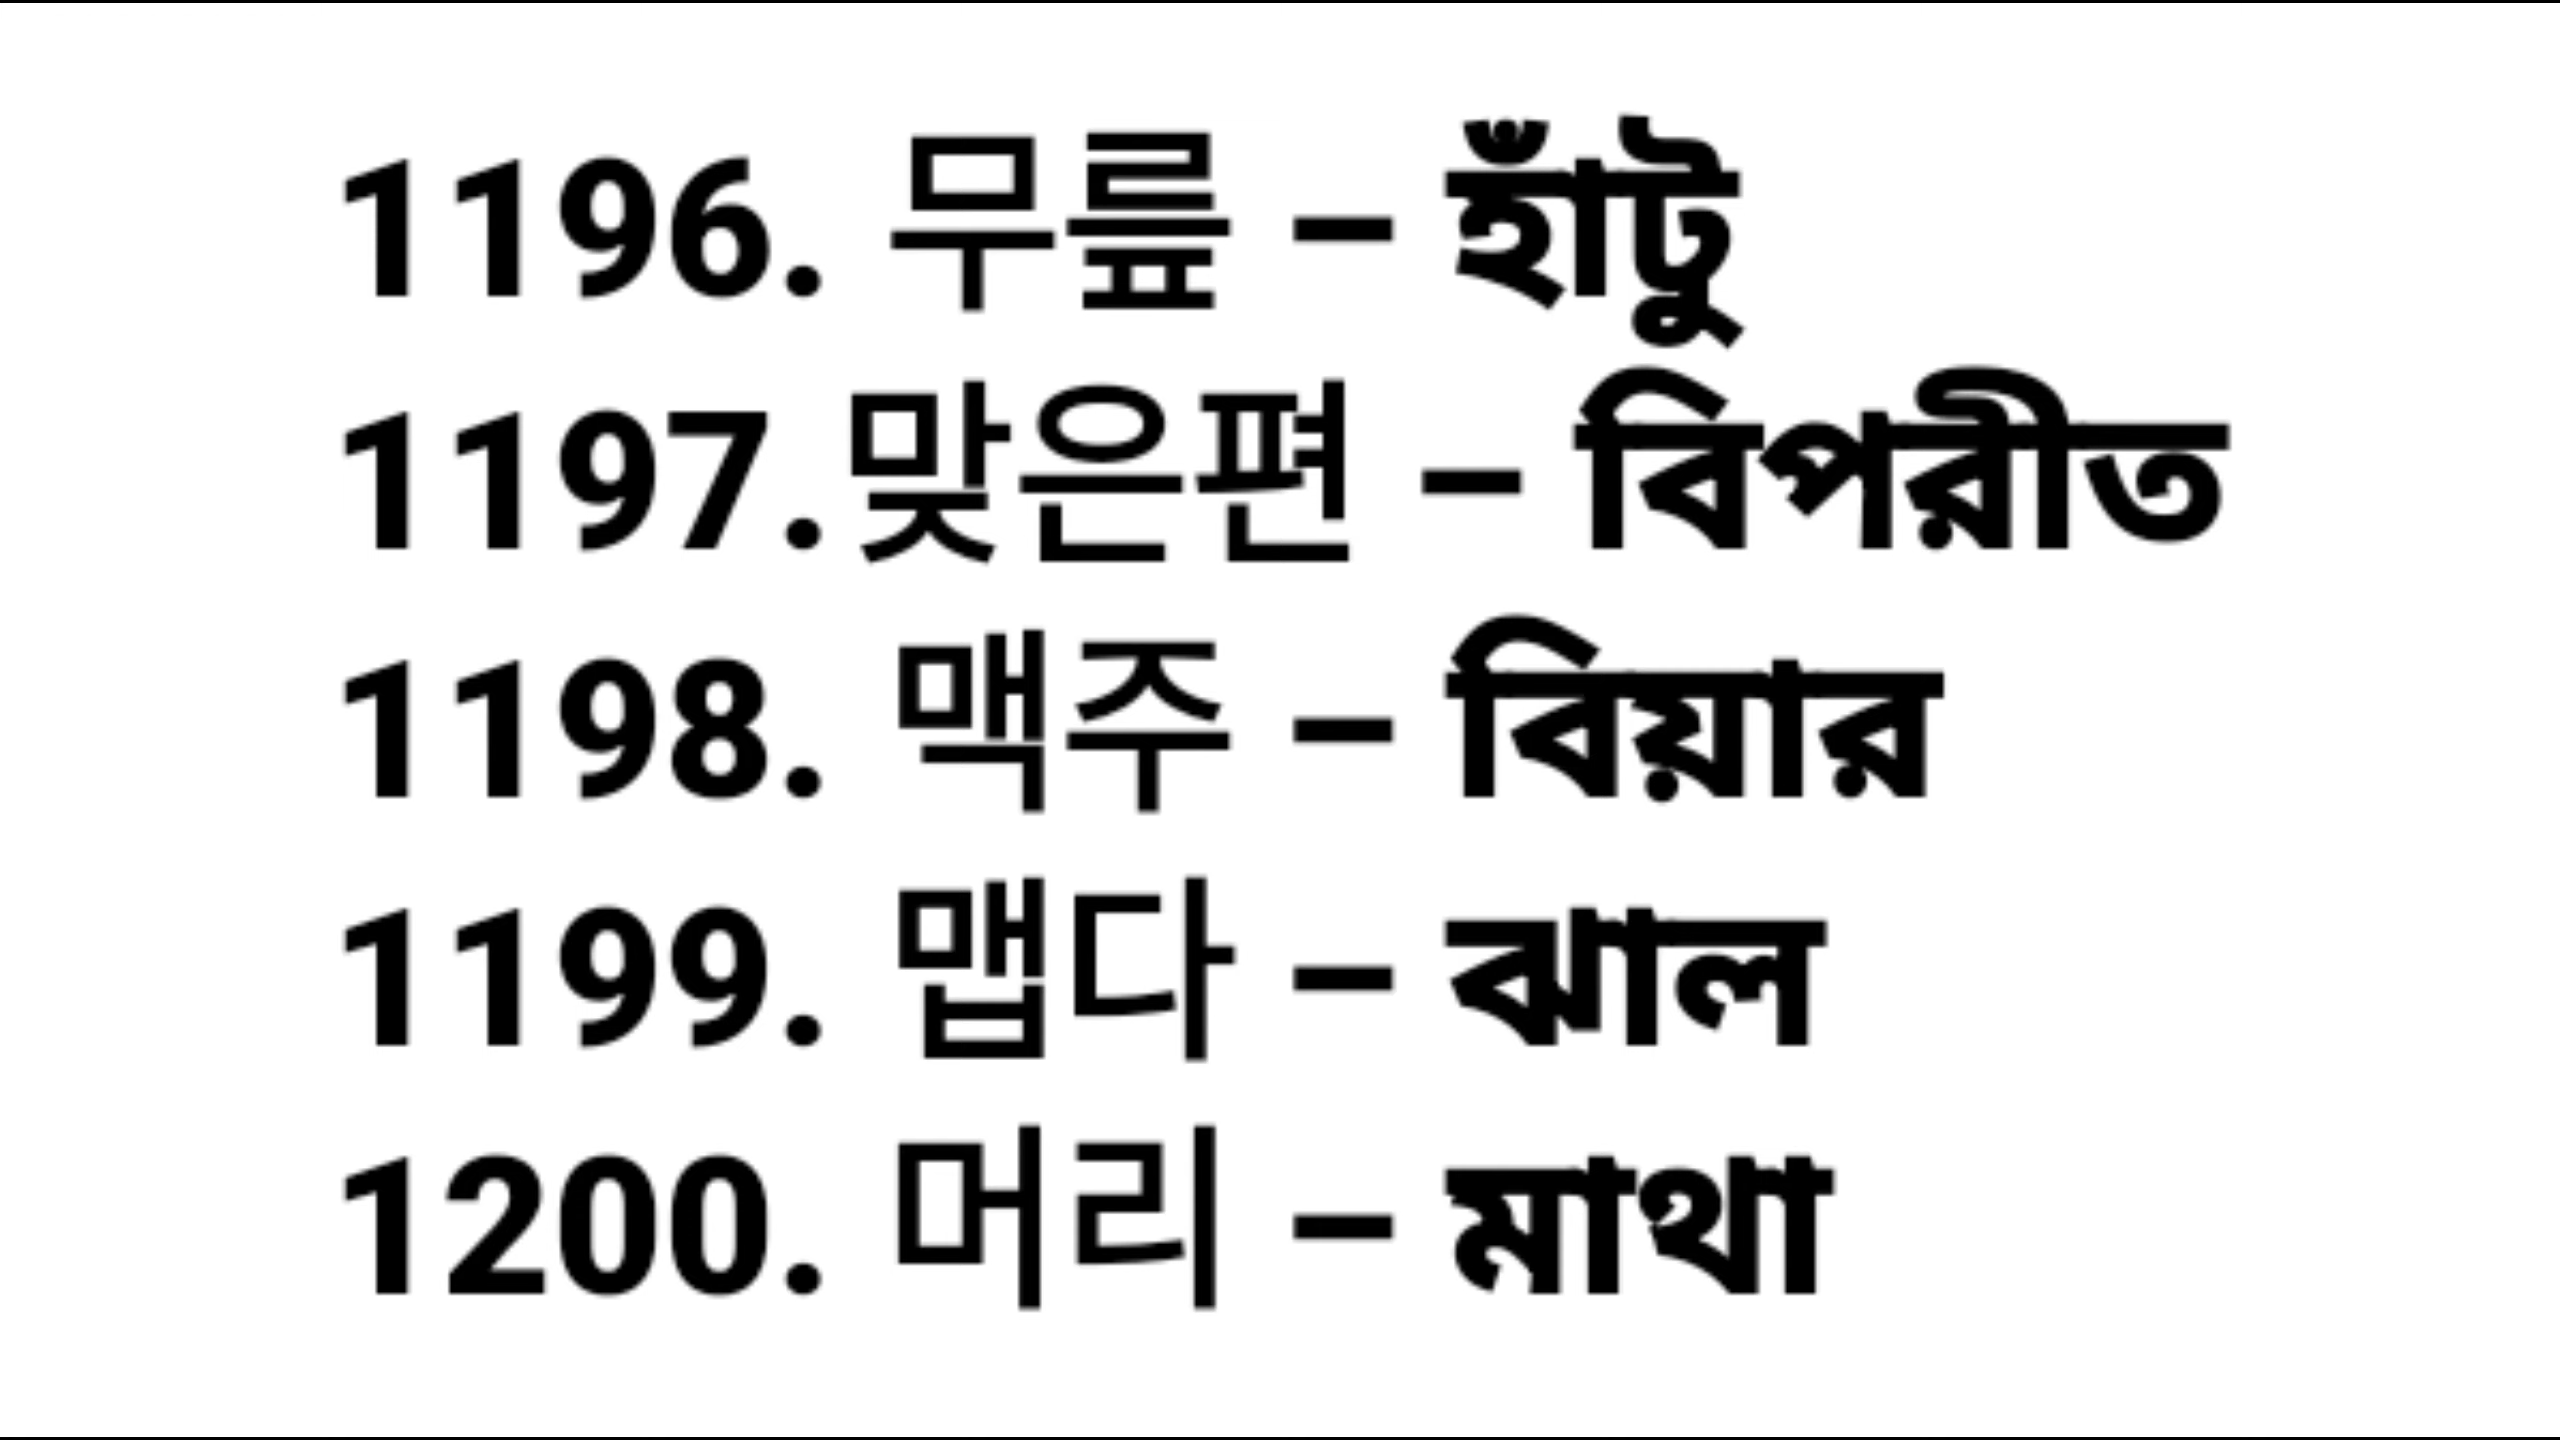 1196. 무릎 – হাঁটু
1197.맞은편 – বিপরীত
1198. 맥주 – বিয়ার
1199. 맵다 – ঝাল
1200. 머리 – মাথা